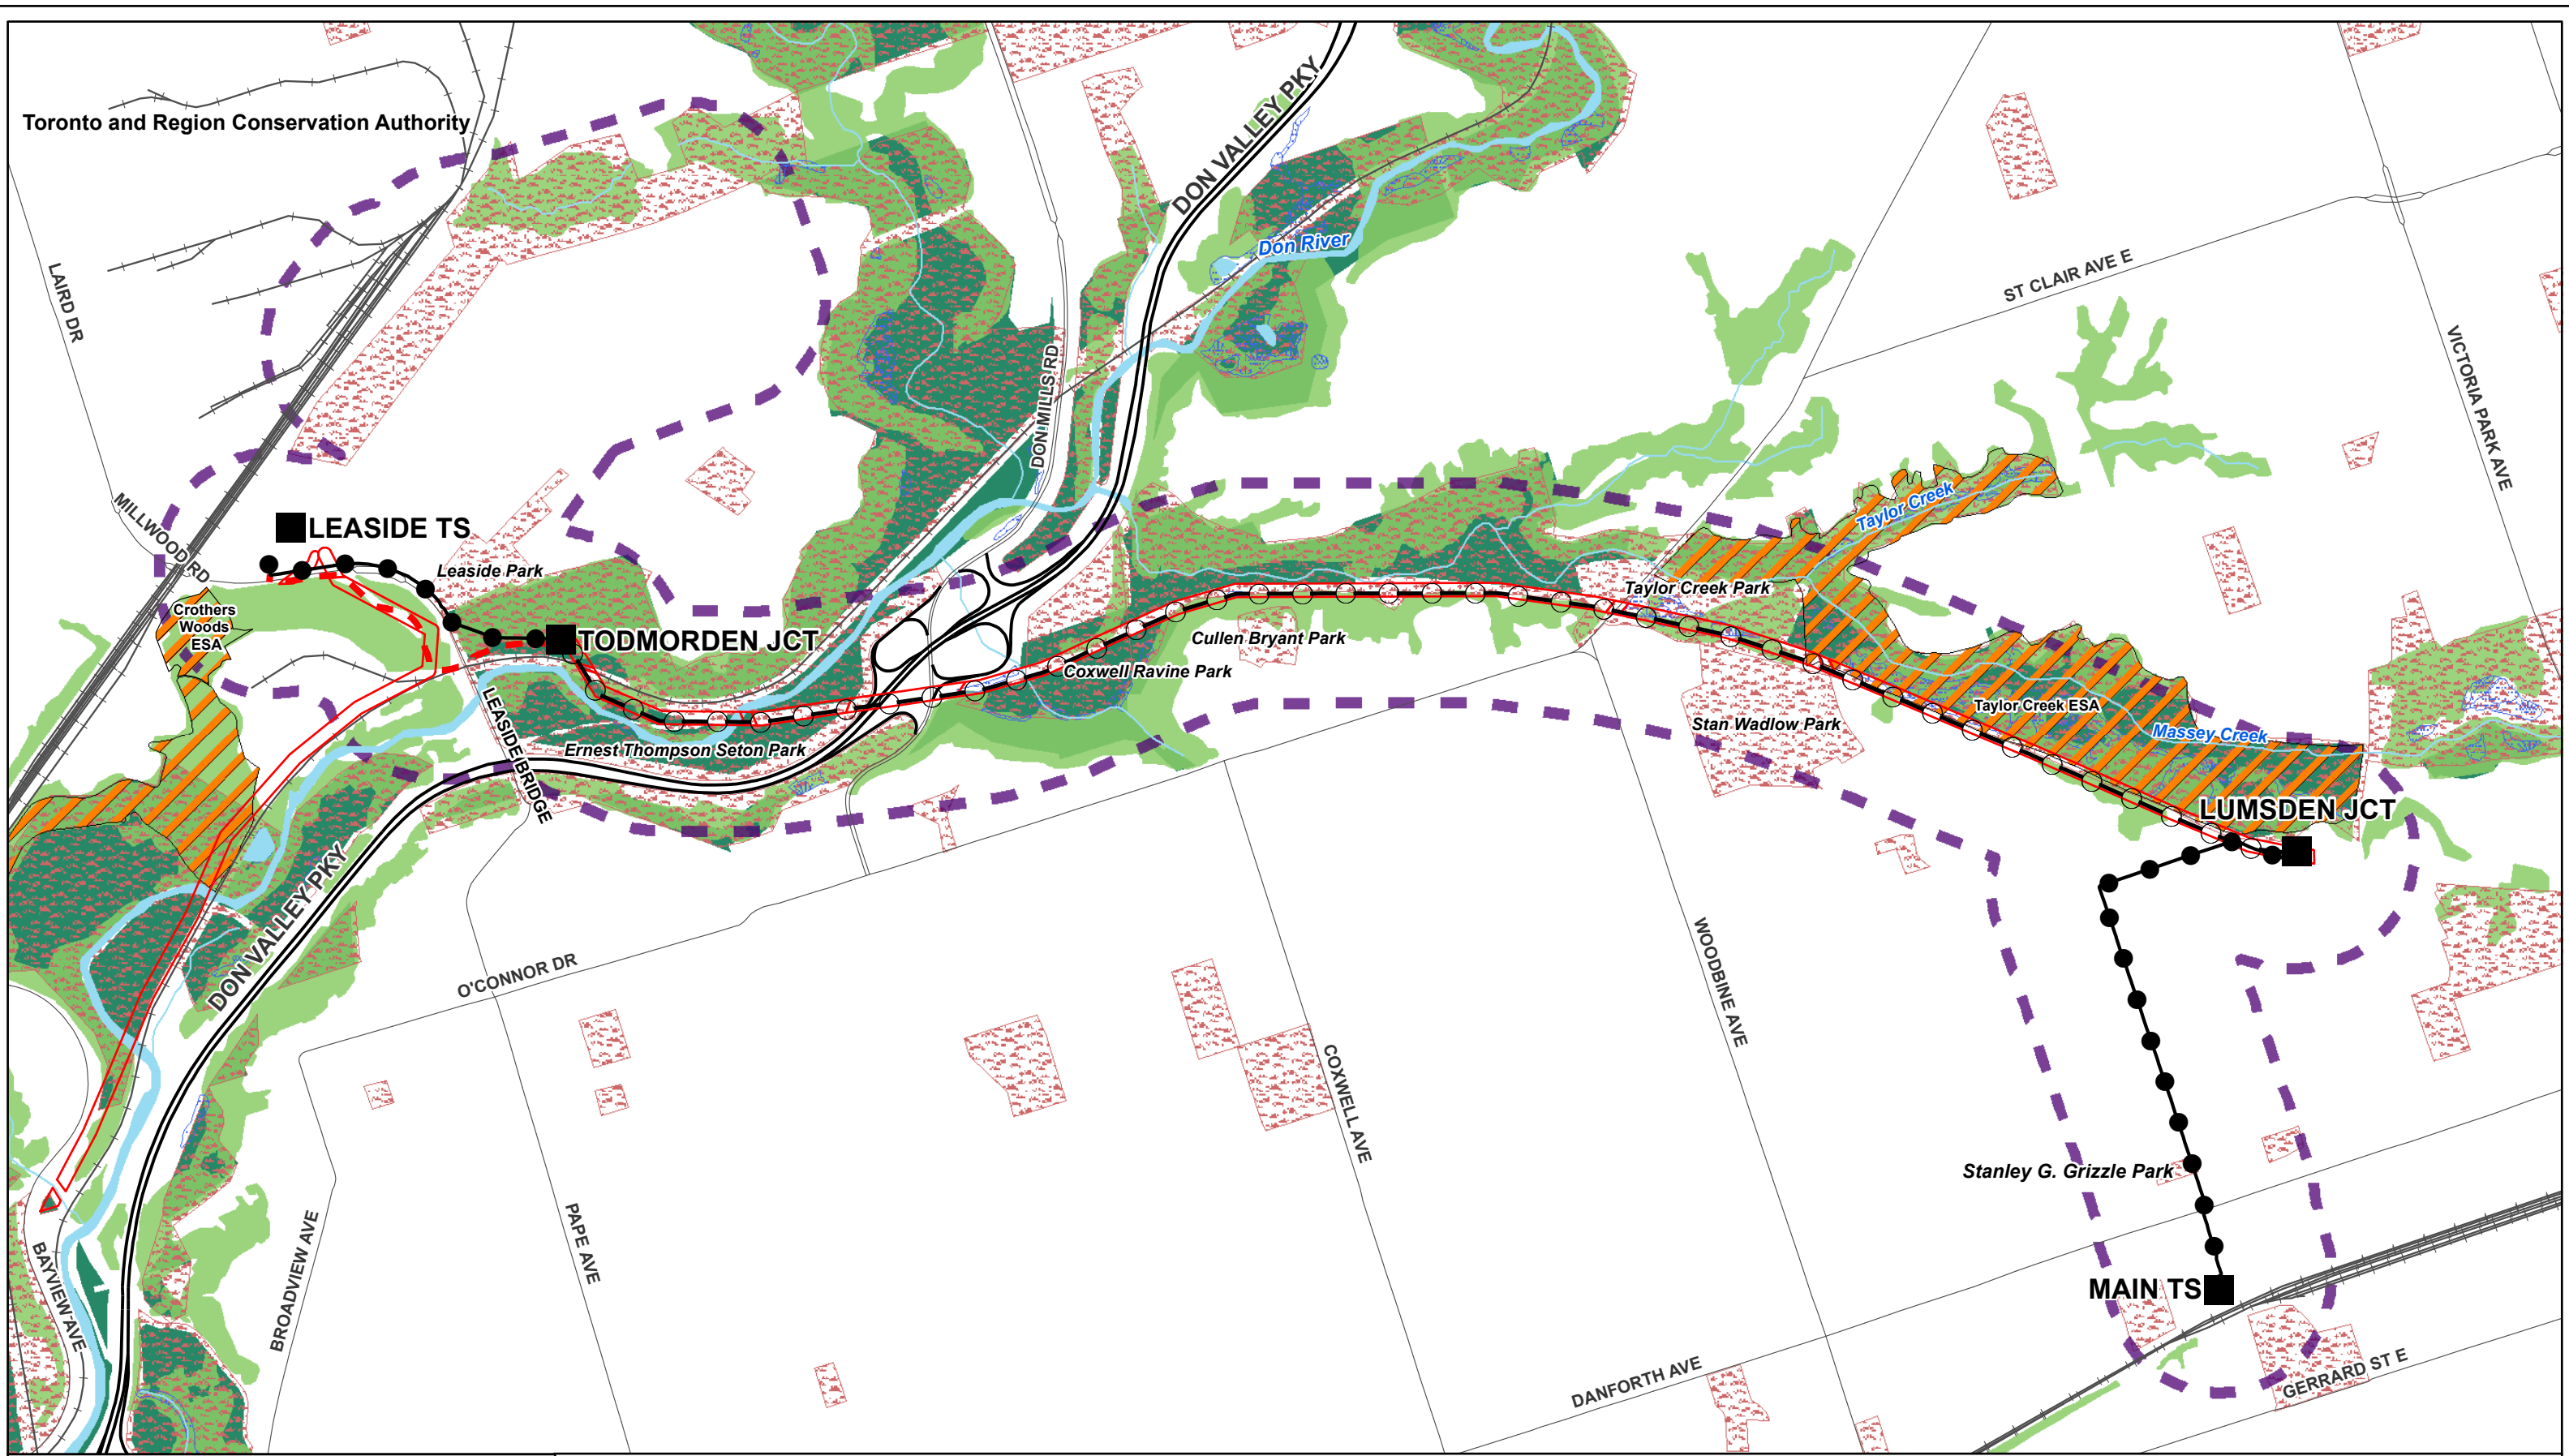 Toronto and Region Conservation Authority
DON VALLEY PKY
Don River
LAIRD DR
ST CLAIR AVE E
VICTORIA PARK AVE
DON MILLS RD
MILLWOOD RD
LEASIDE TS
Leaside Park
Taylor Creek
Crothers
Woods
ESA
TODMORDEN JCT
Taylor Creek Park
Cullen Bryant Park
Coxwell Ravine Park
LEASIDE BRIDGE
Ernest Thompson Seton Park
Stan Wadlow Park
Taylor Creek ESA
Massey Creek
LUMSDEN JCT
DON VALLEY PKY
O'CONNOR DR
WOODBINE AVE
COXWELL AVE
Stanley G. Grizzle Park
BAYVIEW AVE
BROADVIEW AVE
PAPE AVE
MAIN TS
DANFORTH AVE
GERRARD ST E